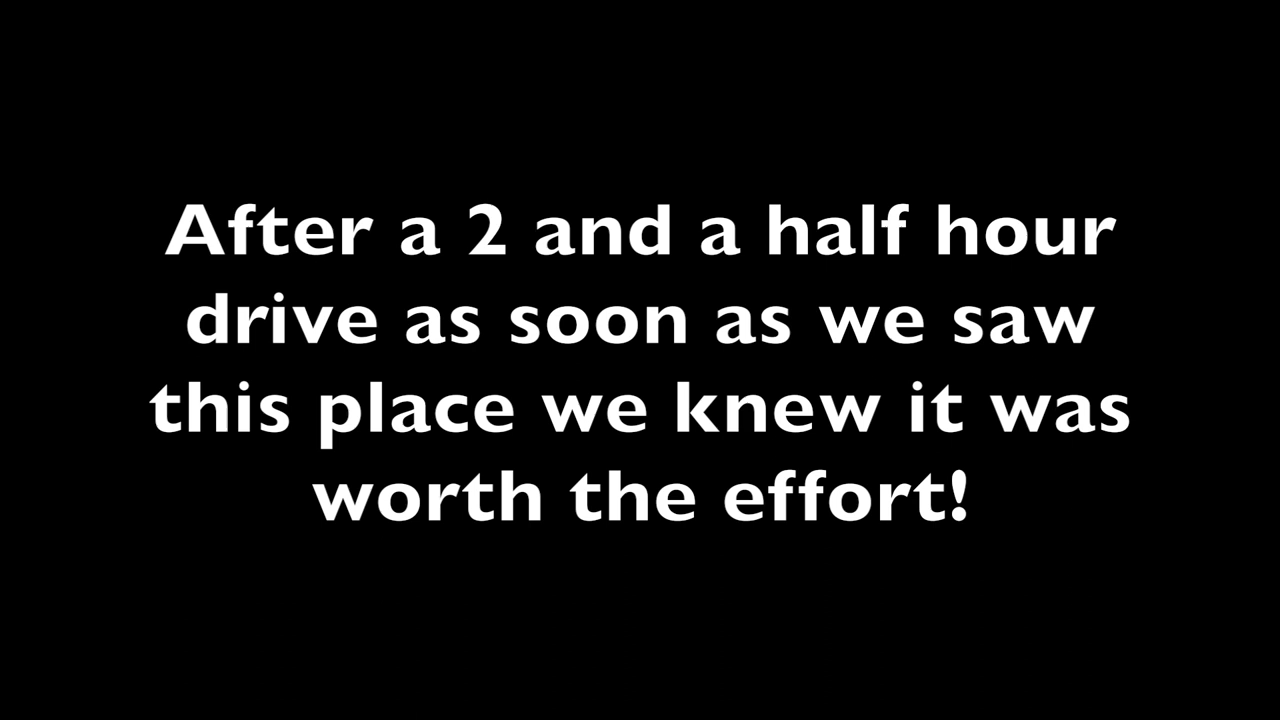 After a 2 and a half hour
drive as soon as we saw
this place we knew it was
worth the effort!